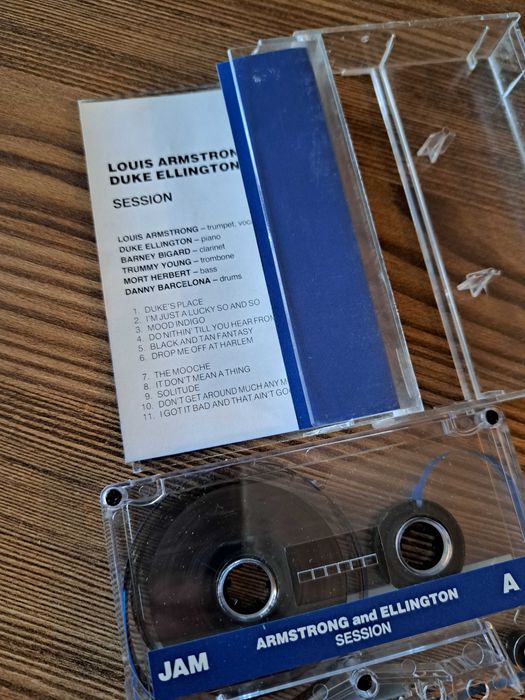 LOUIS ARMSTRON
DUKE ELLINGTON
SESSION
LOUIS ARMSTRONG – trumpet, voc
DUKE ELLINGTON – piano
BARNEY BIGARD – clarinet
TRUMMY YOUNG – trombone
MORT HERBERT – bass
DANNY BARCELONA – drums
1. DUKE'S PLACE
2. I'M JUST A LUCKY SO AND SO
3. MOOD INDIGO
4. DO NITHIN' TILL YOU HEAR FROM
5. BLACK AND TAN FANTASY
6. DROP ME OFF AT HARLEM
7. THE MOOCHE
8. IT DON'T MEAN A THING
9. SOLITUDE
10. DON'T GET AROUND MUCH ANY M
11. I GOT IT BAD AND THAT AIN'T GO
ARMSTRONG and ELLINGTON
SESSION
A
JAM